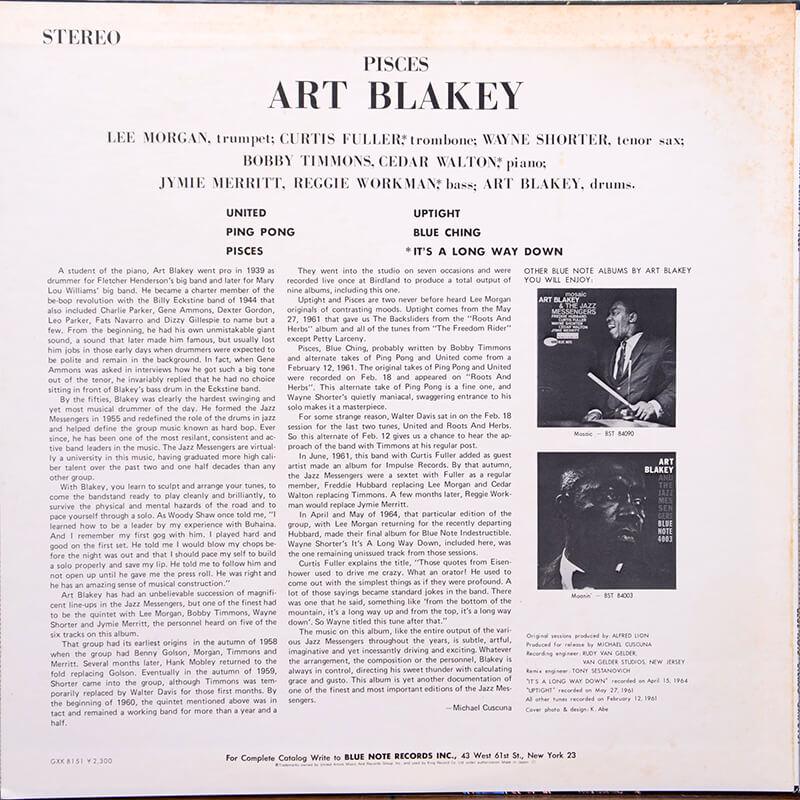 STEREO
PISCES
ART BLAKEY
LEE MORGAN, trumpet; CURTIS FULLER,* trombone; WAYNE SHORTER, tenor sax;
BOBBY TIMMONS, CEDAR WALTON,* piano;
JYMIE MERRITT, REGGIE WORKMAN,* bass; ART BLAKEY, drums.
UNITED
PING PONG
PISCES
UPTIGHT
BLUE CHING
*IT'S A LONG WAY DOWN
A student of the piano, Art Blakey went pro in 1939 as
drummer for Fletcher Henderson's big band and later for Mary
Lou Williams' big band. He became a charter member of the
be-bop revolution with the Billy Eckstine band of 1944 that
also included Charlie Parker, Gene Ammons, Dexter Gordon,
Leo Parker, Fats Navarro and Dizzy Gillespie to name but a
few. From the beginning, he had his own unmistakable giant
sound, a sound that later made him famous, but usually lost
him jobs in those early days when drummers were expected to
be polite and remain in the background. In fact, when Gene
Ammons was asked in interviews how he got such a big tone
out of the tenor, he invariably replied that he had no choice
sitting in front of Blakey's bass drum in the Eckstine band.
By the fifties, Blakey was clearly the hardest swinging and
yet most musical drummer of the day. He formed the Jazz
Messengers in 1955 and redefined the role of the drums in jazz
and helped define the group music known as hard bop. Ever
since, he has been one of the most resilant, consistent and ac-
tive band leaders in the music. The Jazz Messengers are virtual-
ly a university in this music, having graduated more high cali-
ber talent over the past two and one half decades than any
other group.
With Blakey, you learn to sculpt and arrange your tunes, to
come the bandstand ready to play cleanly and brilliantly, to
survive the physical and mental hazards of the road and to
pace yourself through a solo. As Woody Shaw once told me, "I
learned how to be a leader by my experience with Buhaina.
And I remember my first gog with him. I played hard and
good on the first set. He told me I would blow my chops be-
fore the night was out and that I should pace my self to build
a solo properly and save my lip. He told me to follow him and
not open up until he gave me the press roll. He was right and
he has an amazing sense of musical construction."
Art Blakey has had an unbelievable succession of magnifi-
cent line-ups in the Jazz Messengers, but one of the finest had
to be the quintet with Lee Morgan, Bobby Timmons, Wayne
Shorter and Jymie Merritt, the personnel heard on five of the
six tracks on this album.
That group had its earliest origins in the autumn of 1958
when the group had Benny Golson, Morgan, Timmons and
Merritt. Several months later, Hank Mobley returned to the
fold replacing Golson. Eventually in the autumn of 1959,
Shorter came into the group, although Timmons was tem-
porarily replaced by Walter Davis for those first months. By
the beginning of 1960, the quintet mentioned above was in
tact and remained a working band for more than a year and a
half.
They went into the studio on seven occasions and were
recorded live once at Birdland to produce a total output of
nine albums, including this one.
Uptight and Pisces are two never before heard Lee Morgan
originals of contrasting moods. Uptight comes from the May
27, 1961 that gave us The Backsliders from the "Roots And
Herbs" album and all of the tunes from "The Freedom Rider"
except Petty Larceny.
Pisces, Blue Ching, probably written by Bobby Timmons
and alternate takes of Ping Pong and United come from a
February 12, 1961. The original takes of Ping Pong and United
were recorded on Feb. 18 and appeared on "Roots And
Herbs". This alternate take of Ping Pong is a fine one, and
Wayne Shorter's quietly maniacal, swaggering entrance to his
solo makes it a masterpiece.
For some strange reason, Walter Davis sat in on the Feb. 18
session for the last two tunes, United and Roots And Herbs.
So this alternate of Feb. 12 gives us a chance to hear the ap-
proach of the band with Timmons at his regular post.
In June, 1961, this band with Curtis Fuller added as guest
artist made an album for Impulse Records. By that autumn,
the Jazz Messengers were a sextet with Fuller as a regular
member, Freddie Hubbard replacing Lee Morgan and Cedar
Walton replacing Timmons. A few months later, Reggie Work-
man would replace Jymie Merritt.
In April and May of 1964, that particular edition of the
group, with Lee Morgan returning for the recently departing
Hubbard, made their final album for Blue Note Indestructible.
Wayne Shorter's It's A Long Way Down, included here, was
the one remaining unissued track from those sessions.
Curtis Fuller explains the title, "Those quotes from Eisen-
hower used to drive me crazy. What an orator! He used to
come out with the simplest things as if they were profound. A
lot of those sayings became standard jokes in the band. There
was one that he said, something like 'from the bottom of the
mountain, it's a long way up and from the top, it's a long way
down'. So Wayne titled this tune after that."
The music on this album, like the entire output of the vari-
ous Jazz Messengers throughout the years, is subtle, artful,
imaginative and yet incessantly driving and exciting. Whatever
the arrangement, the composition or the personnel, Blakey is
always in control, directing his sweet thunder with calculating
grace and gusto. This album is yet another documentation of
one of the finest and most important editions of the Jazz Mes-
sengers.
—Michael Cuscuna
OTHER BLUE NOTE ALBUMS BY ART BLAKEY
YOU WILL ENJOY:
mosaic
ART BLAKEY
& THE JAZZ
MESSENGERS
FREDDIE HUBBARD
CURTIS FULLER
WAYNE SHORTER
CEDAR WALTON
JYMIE MERRITT
Mosaic — BST 84090
ART
BLAKEY
AND
THE
JAZZ
MES
SEN
GERS
BLUE
NOTE
4003
Moanin' — BST 84003
Original sessions produced by ALFRED LION
Produced for release by MICHAEL CUSCUNA
Recording engineer: RUDY VAN GELDER,
VAN GELDER STUDIOS, NEW JERSEY
Remix engineer: TONY SESTANOVICH
"IT'S A LONG WAY DOWN" recorded on April 15, 1964
"UPTIGHT" recorded on May 27, 1961
All other tunes recorded on February 12, 1961
Cover photo & design: K. Abe
GXK 8151 ¥2,300
For Complete Catalog Write to BLUE NOTE RECORDS INC., 43 West 61st St., New York 23